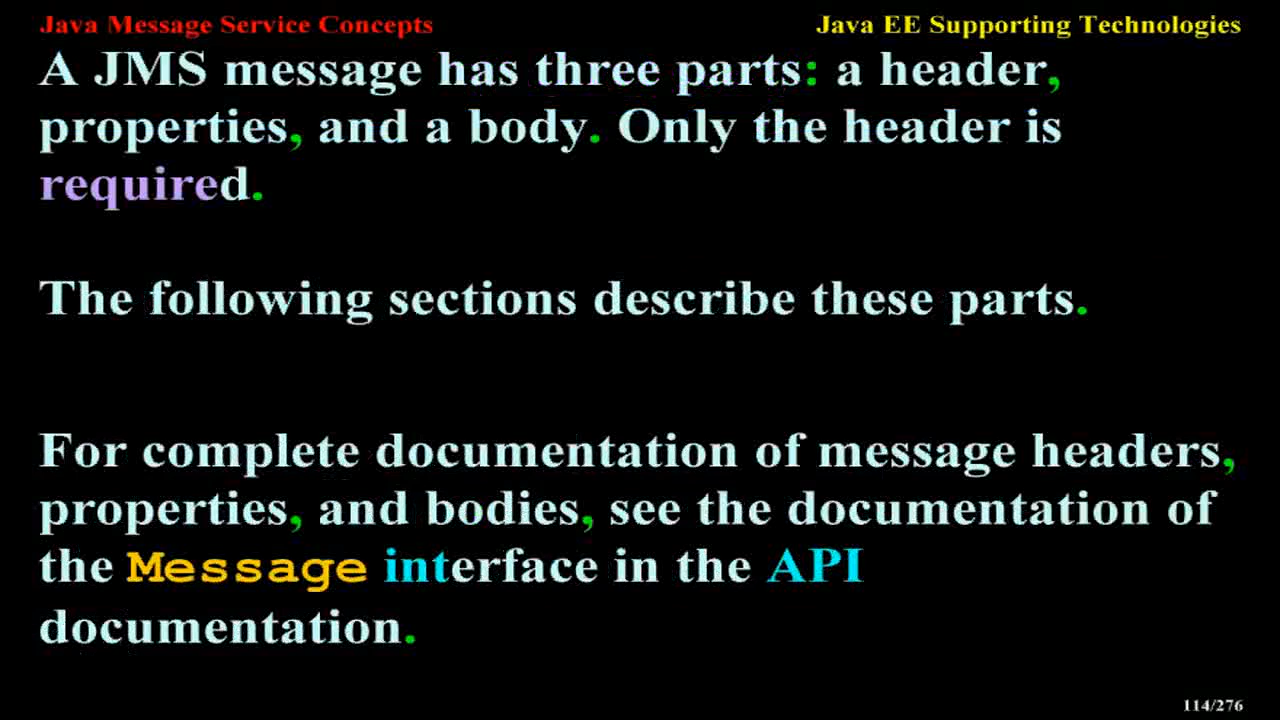 Java Message Service Concepts
Java EE Supporting Technologies
A JMS message has three parts: a header,
properties, and a body. Only the header is
required.
The following sections describe these parts.
For complete documentation of message headers,
properties, and bodies, see the documentation of
the Message interface in the API
documentation.
114/276